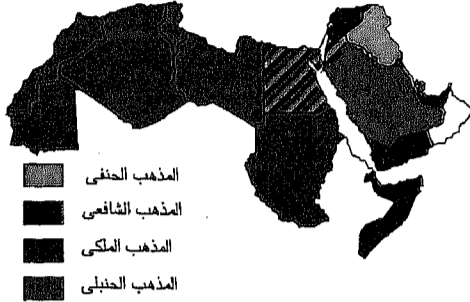 المذهب الحنفى
المذهب الشافعى
المذهب الملكى
المذهب الحنبلى